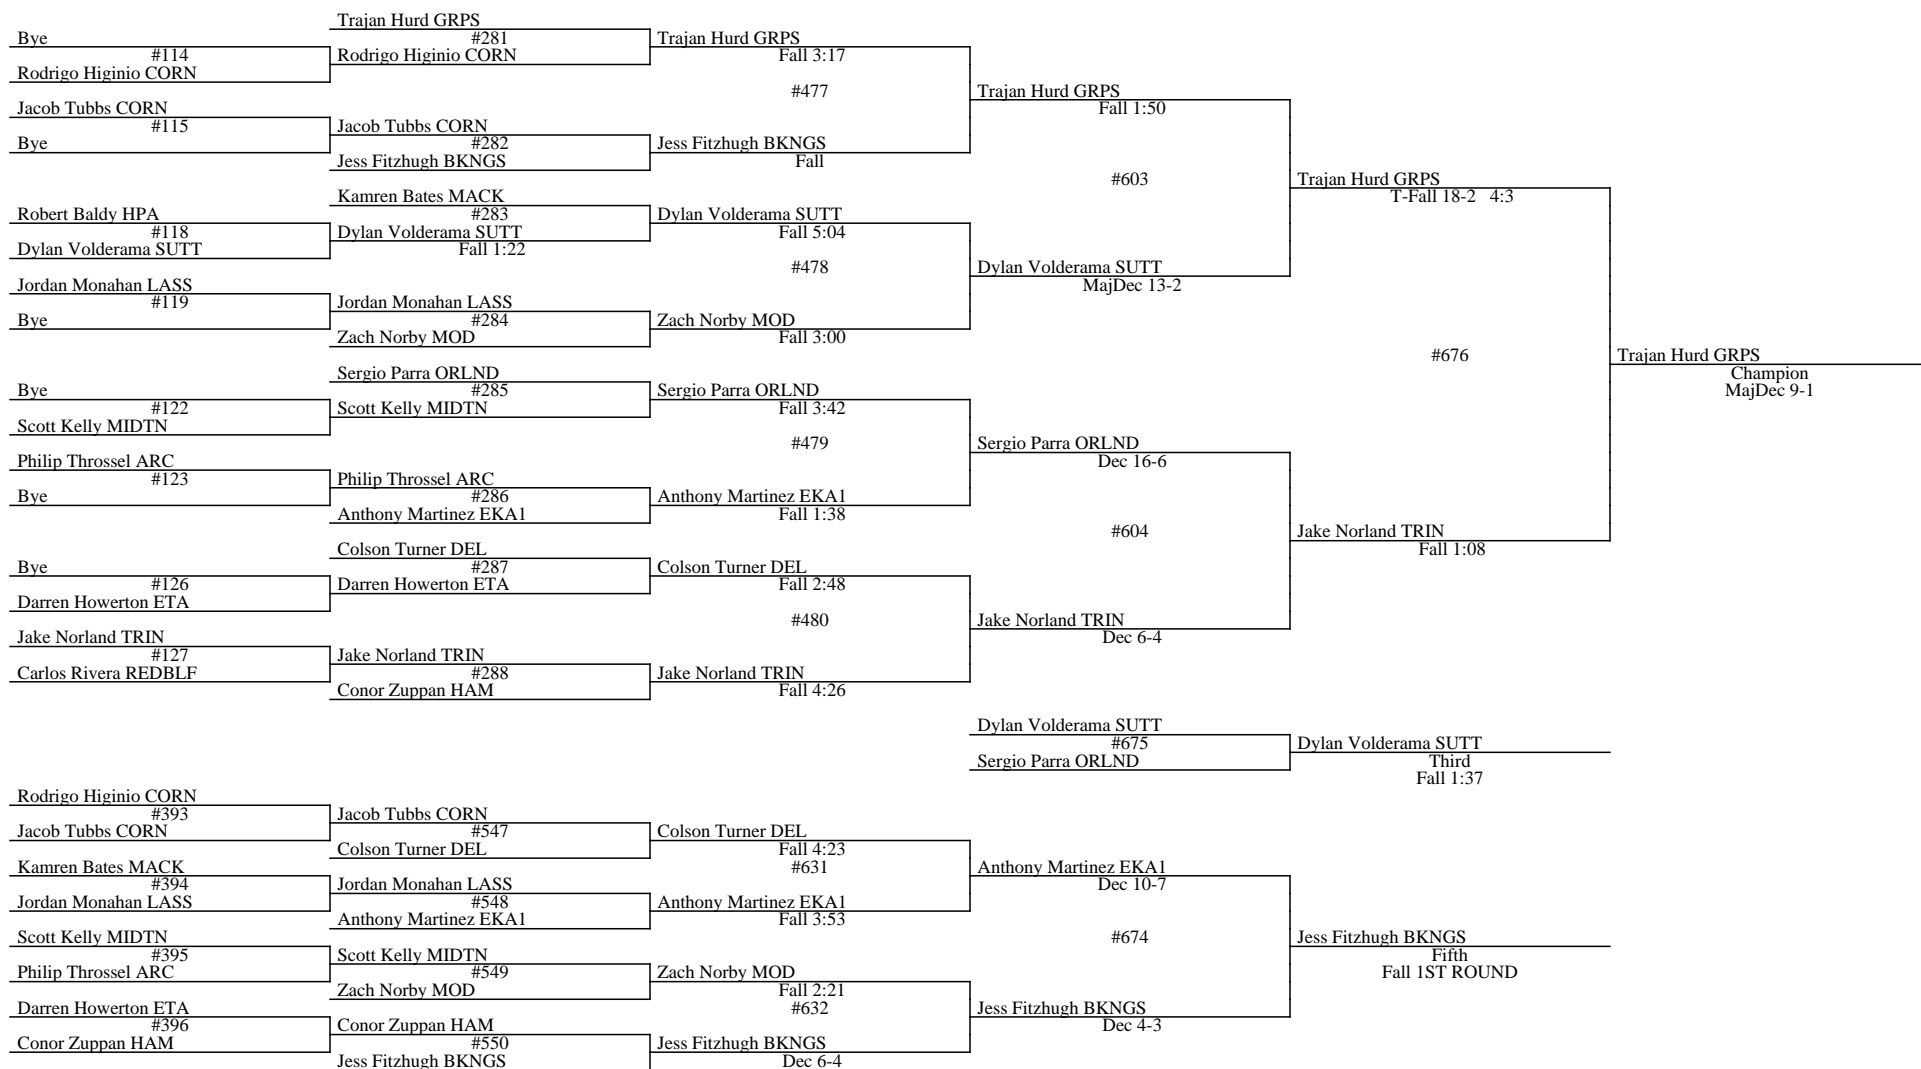 Trajan Hurd GRPS
Bye
#281
Trajan Hurd GRPS
#114
Rodrigo Higinio CORN
Fall 3:17
Rodrigo Higinio CORN
#477
Trajan Hurd GRPS
Jacob Tubbs CORN
Fall 1:50
#115
Jacob Tubbs CORN
Bye
#282
Jess Fitzhugh BKNGS
Jess Fitzhugh BKNGS
Fall
#603
Trajan Hurd GRPS
Kamren Bates MACK
T-Fall 18-2 4:3
Robert Baldy HPA
#283
Dylan Volderama SUTT
#118
Dylan Volderama SUTT
Fall 5:04
Dylan Volderama SUTT
Fall 1:22
#478
Dylan Volderama SUTT
Jordan Monahan LASS
MajDec 13-2
#119
Jordan Monahan LASS
Bye
#284
Zach Norby MOD
Zach Norby MOD
Fall 3:00
#676
Trajan Hurd GRPS
Sergio Parra ORLND
Champion
Bye
#285
Sergio Parra ORLND
MajDec 9-1
#122
Scott Kelly MIDTN
Fall 3:42
Scott Kelly MIDTN
#479
Sergio Parra ORLND
Philip Throssel ARC
Dec 16-6
#123
Philip Throssel ARC
Bye
#286
Anthony Martinez EKA1
Anthony Martinez EKA1
Fall 1:38
#604
Jake Norland TRIN
Colson Turner DEL
Fall 1:08
Bye
#287
Colson Turner DEL
#126
Darren Howerton ETA
Fall 2:48
Darren Howerton ETA
#480
Jake Norland TRIN
Jake Norland TRIN
Dec 6-4
#127
Jake Norland TRIN
Carlos Rivera REDBLF
#288
Jake Norland TRIN
Conor Zuppan HAM
Fall 4:26
Dylan Volderama SUTT
#675
Dylan Volderama SUTT
Sergio Parra ORLND
Third
Fall 1:37
Rodrigo Higinio CORN
#393
Jacob Tubbs CORN
Jacob Tubbs CORN
#547
Colson Turner DEL
Colson Turner DEL
Fall 4:23
Kamren Bates MACK
#631
Anthony Martinez EKA1
#394
Jordan Monahan LASS
Dec 10-7
Jordan Monahan LASS
#548
Anthony Martinez EKA1
Anthony Martinez EKA1
Fall 3:53
Scott Kelly MIDTN
#674
Jess Fitzhugh BKNGS
#395
Scott Kelly MIDTN
Fifth
Philip Throssel ARC
#549
Zach Norby MOD
Fall 1ST ROUND
Zach Norby MOD
Fall 2:21
Darren Howerton ETA
#632
Jess Fitzhugh BKNGS
#396
Conor Zuppan HAM
Dec 4-3
Conor Zuppan HAM
#550
Jess Fitzhugh BKNGS
Jess Fitzhugh BKNGS
Dec 6-4